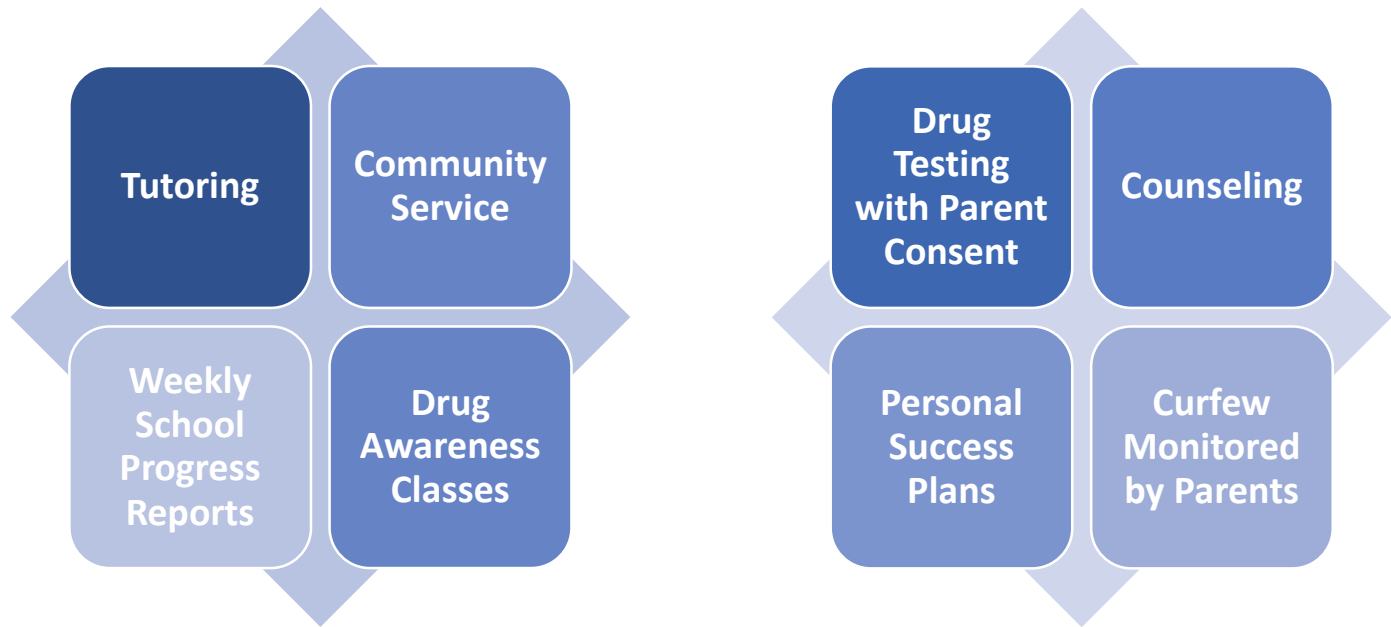 Tutoring
Community
Service
Weekly
School
Progress
Reports
Drug
Awareness
Classes
Drug
Testing
with Parent
Consent
Counseling
Personal
Success
Plans
Curfew
Monitored
by Parents